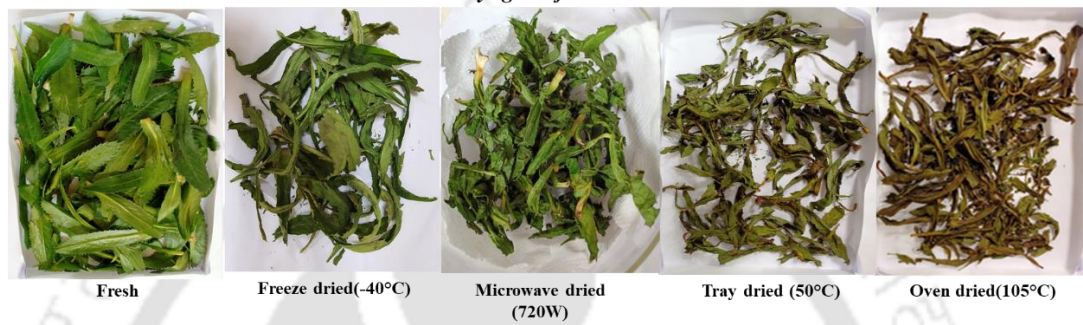 Fresh
Freeze dried(-40°C)
Microwave dried
(720W)
Tray dried (50°C)
Oven dried(105°C)